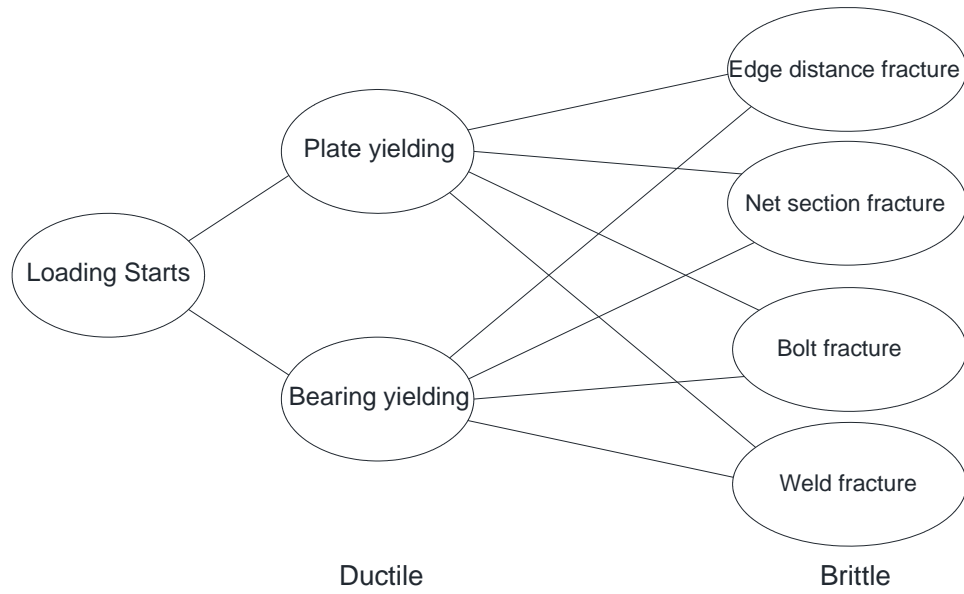 Loading Starts
Plate yielding
Bearing yielding
Edge distance fracture
Net section fracture
Bolt fracture
Weld fracture
Ductile
Brittle